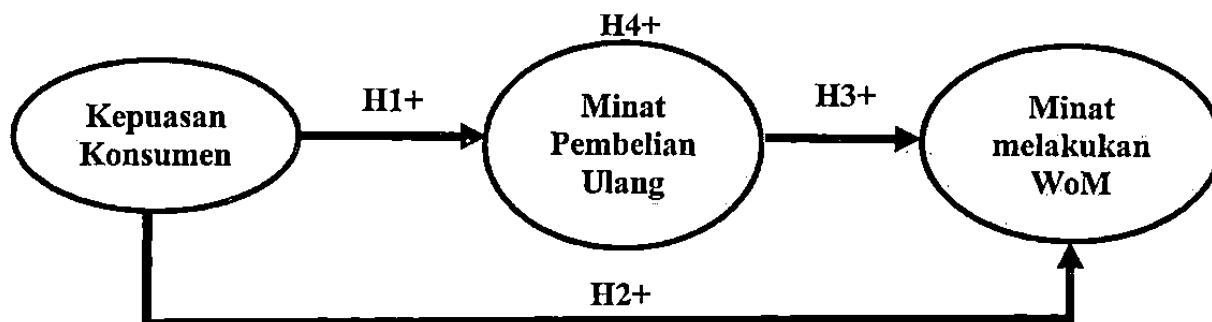 H4+
Kepuasan
Konsumen
H1+
Minat
Pembelian
Ulang
H3+
Minat
melakukan
WoM
H2+